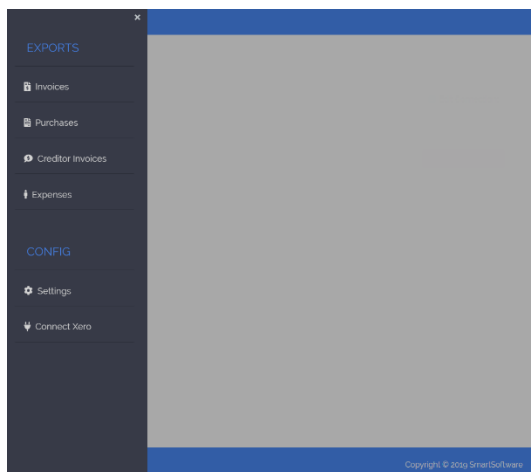 ×
EXPORTS
Invoices
Purchases
Creditor Invoices
Expenses
CONFIG
Settings
Connect Xero
Copyright © 2019 SmartSoftware